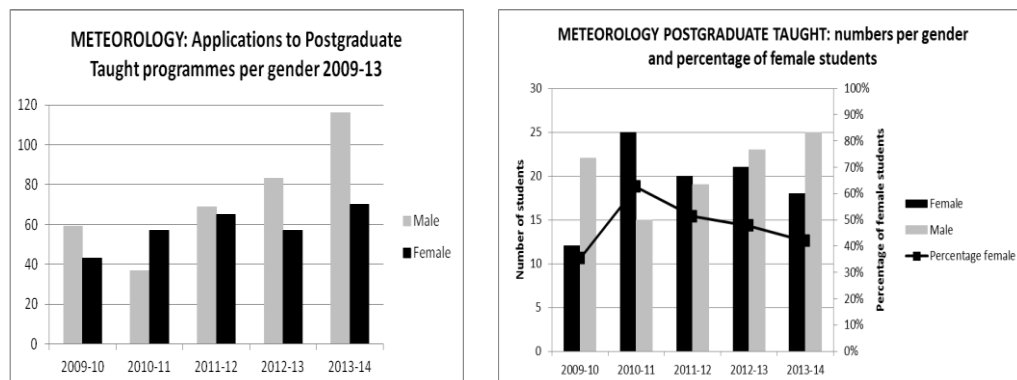 METEOROLOGY: Applications to Postgraduate
Taught programmes per gender 2009-13
120
100
80
60
40
20
0
2009-10 2010-11 2011-12 2012-13 2013-14
Male
Female
METEOROLOGY POSTGRADUATE TAUGHT: numbers per gender
and percentage of female students
Number of students
30
25
20
15
10
5
0
100%
90%
80%
70%
60%
50%
40%
30%
20%
10%
0%
Percentage of female students
2009-10 2010-11 2011-12 2012-13 2013-14
Female
Male
Percentage female